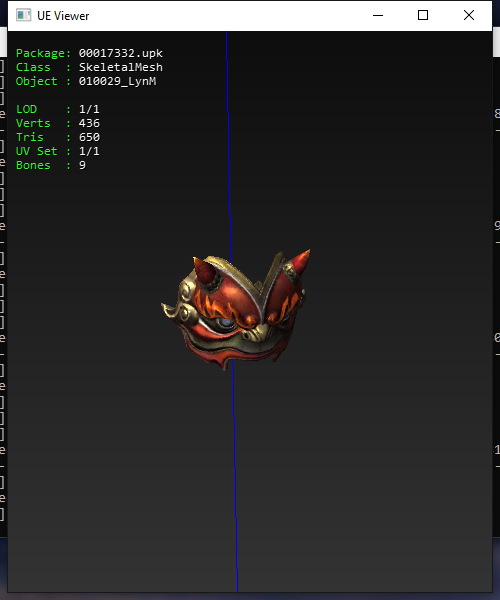 UE Viewer
Package: 00017332.upk
Class : SkeletalMesh
Object : 010029_LynM
LOD : 1/1
Verts : 436
Tris : 650
UV Set : 1/1
Bones : 9